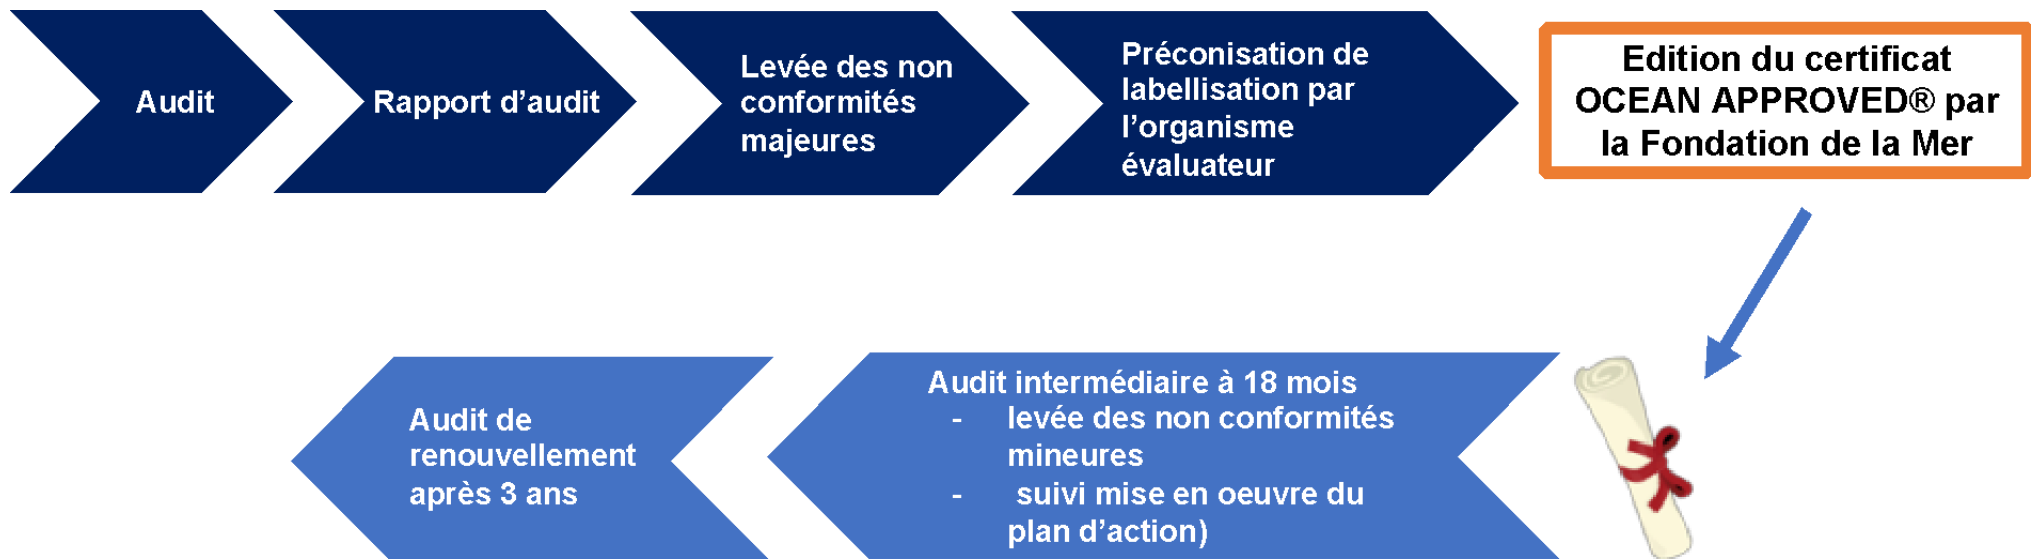 Audit
Rapport d’audit
Levée des non
conformités
majeures
Préconisation de
labellisation par
l’organisme
évaluateur
Edition du certificat
OCEAN APPROVED® par
la Fondation de la Mer
Audit intermédiaire à 18 mois
- levée des non conformités
mineures
- suivi mise en oeuvre du
plan d’action)
Audit de
renouvellement
après 3 ans